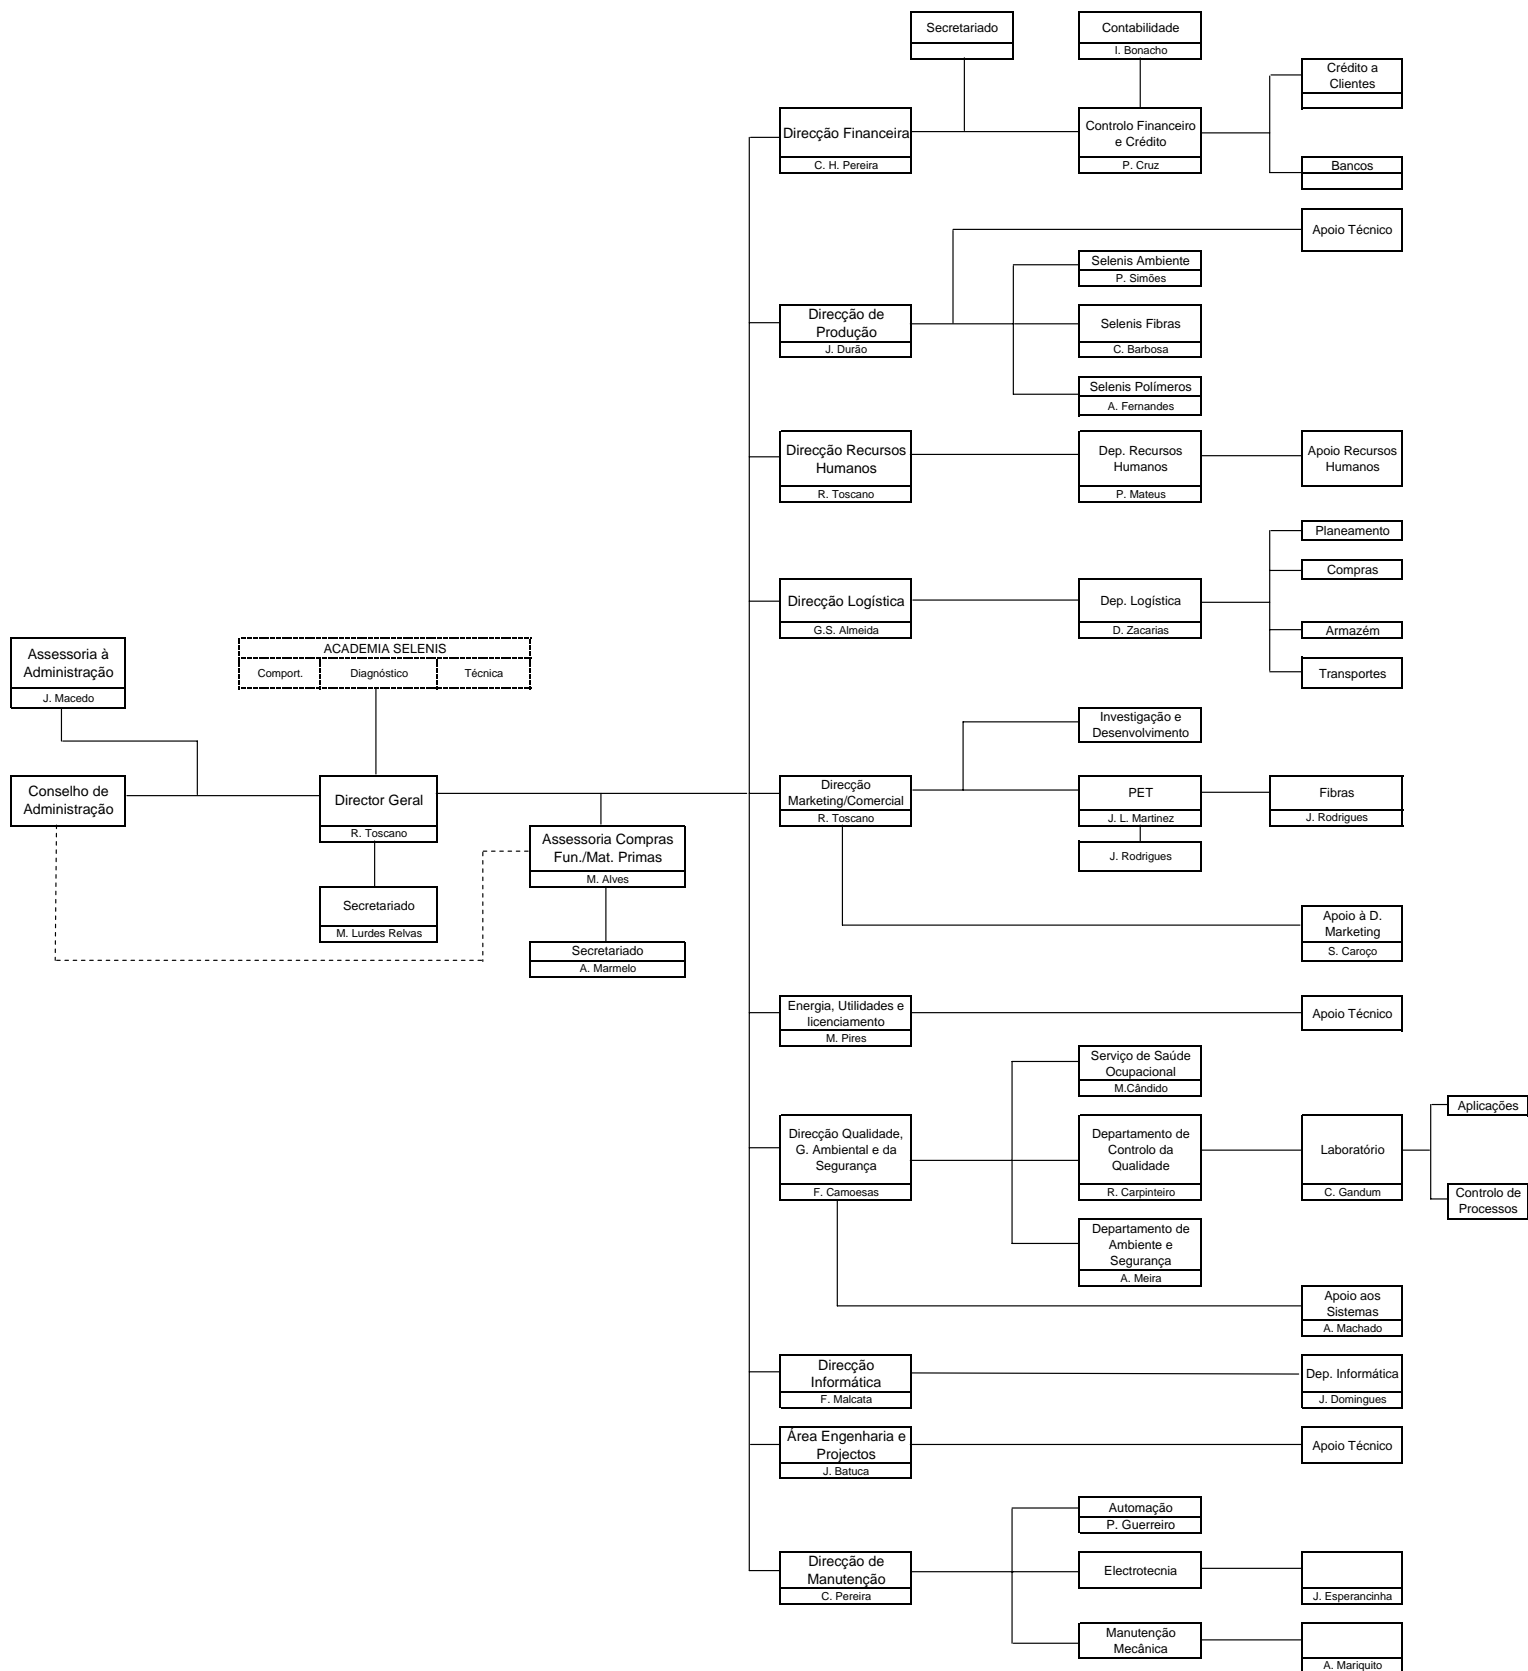 Secretariado
Contabilidade
I. Bonacho
Crédito a
Clientes
Direcção Financeira
C. H. Pereira
Controlo Financeiro
e Crédito
P. Cruz
Bancos
Apoio Técnico
Selenis Ambiente
P. Simões
Direcção de
Produção
J. Durão
Selenis Fibras
C. Barbosa
Selenis Polímeros
A. Fernandes
Direcção Recursos
Humanos
R. Toscano
Dep. Recursos
Humanos
P. Mateus
Apoio Recursos
Humanos
Planeamento
Compras
Direcção Logística
G.S. Almeida
Dep. Logística
D. Zacarias
Armazém
Transportes
Assessoria à
Administração
J. Macedo
ACADEMIA SELENIS
Comport.
Diagnóstico
Técnica
Investigação e
Desenvolvimento
Conselho de
Administração
Director Geral
R. Toscano
Direcção
Marketing/Comercial
R. Toscano
PET
J. L. Martinez
Fibras
J. Rodrigues
J. Rodrigues
Assessoria Compras
Fun./Mat. Primas
M. Alves
Secretariado
M. Lurdes Relvas
Secretariado
A. Marmelo
Apoio à D.
Marketing
S. Caroço
Energia, Utilidades e
licenciamento
M. Pires
Apoio Técnico
Serviço de Saúde
Ocupacional
M.Cândido
Direcção Qualidade,
G. Ambiental e da
Segurança
F. Camoesas
Departamento de
Controlo da
Qualidade
R. Carpinteiro
Laboratório
C. Gandum
Aplicações
Controlo de
Processos
Departamento de
Ambiente e
Segurança
A. Meira
Apoio aos
Sistemas
A. Machado
Direcção
Informática
F. Malcata
Dep. Informática
J. Domingues
Área Engenharia e
Projectos
J. Batuca
Apoio Técnico
Automação
P. Guerreiro
Direcção de
Manutenção
C. Pereira
Electrotecnia
J. Esperancinha
Manutenção
Mecânica
A. Mariquito